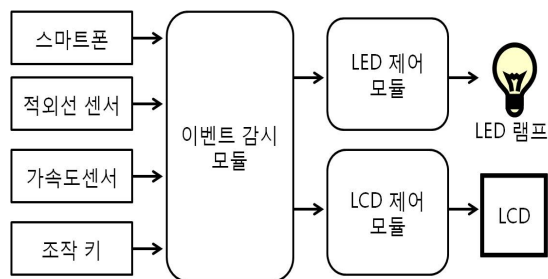 스마트폰
적외선 센서
가속도센서
조작 키
이벤트 감시
모듈
LED 제어
모듈
LED 램프
LCD 제어
모듈
LCD